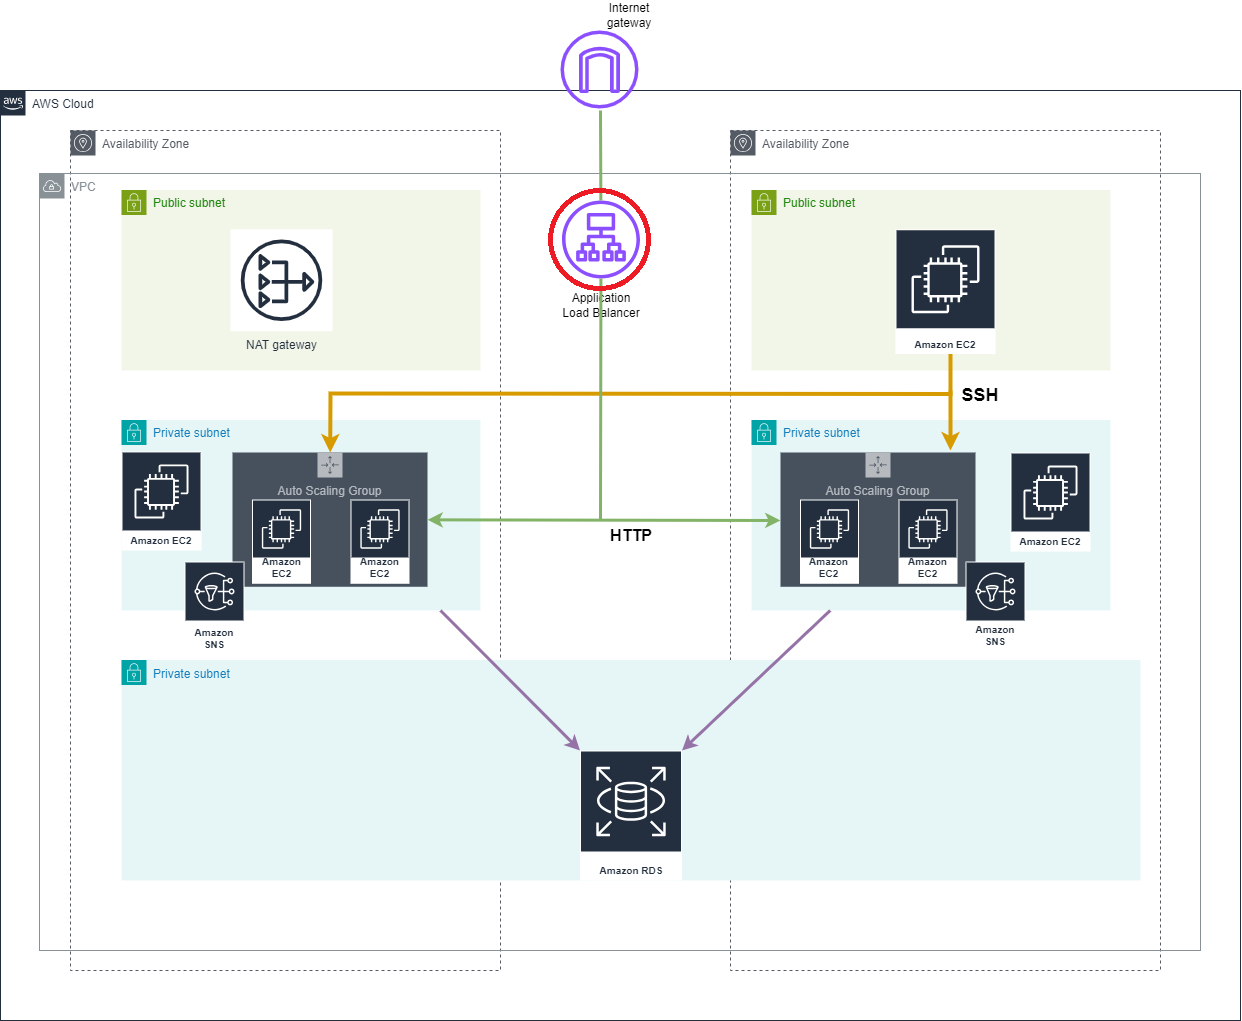 Internet
gateway
aws
AWS Cloud
Availability Zone
Availability Zone
VPC
Public subnet
Public subnet
NAT gateway
Application
Load Balancer
Amazon EC2
SSH
Private subnet
Private subnet
Amazon EC2
Auto Scaling Group
Amazon
EC2
Amazon
EC2
HTTP
Auto Scaling Group
Amazon
EC2
Amazon
EC2
Amazon EC2
Amazon
SNS
Amazon
SNS
Private subnet
Amazon RDS